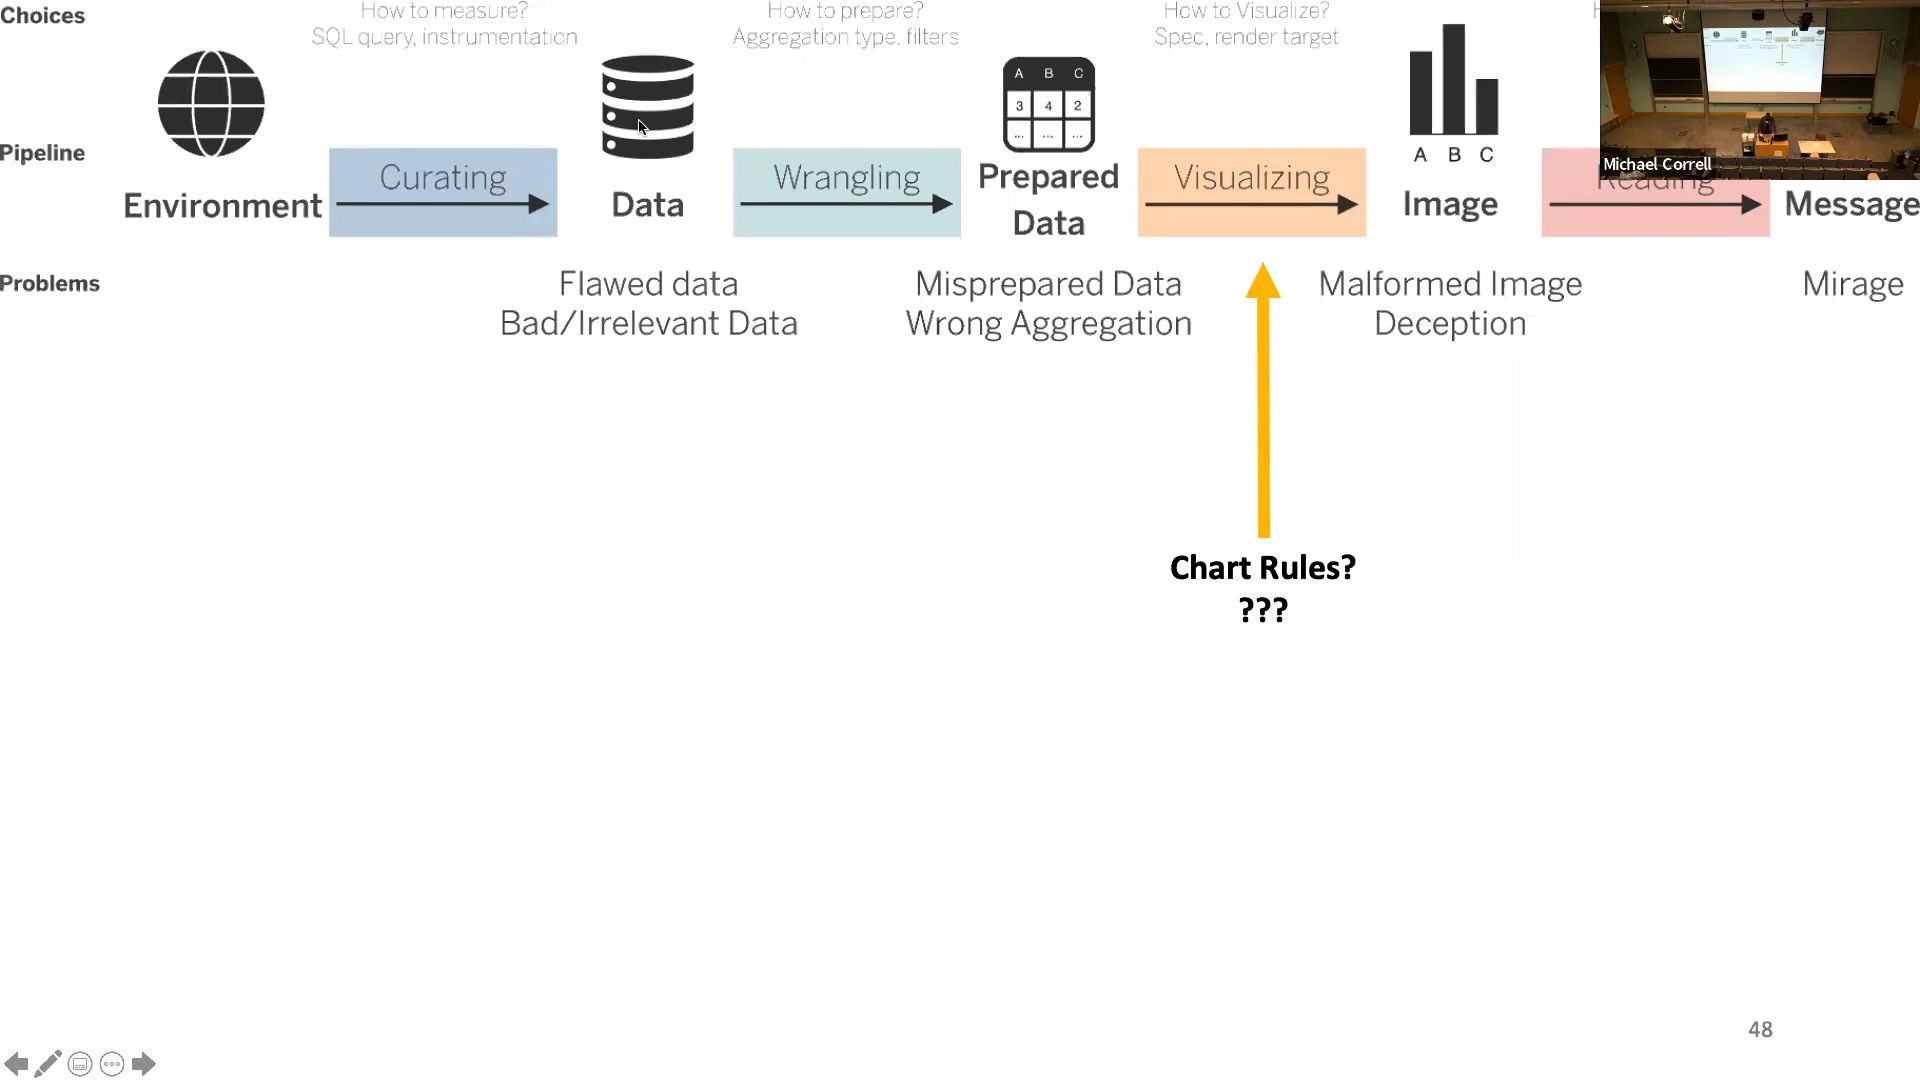 Choices
How to measure?
SQL query, instrumentation
How to prepare?
Aggregation type, filters
How to Visualize?
Spec, render target
A B C
3 4 2
... ... ...
A B C
Michael Correll
Pipeline
Environment
Curating
Data
Wrangling
Prepared
Data
Visualizing
Image
Reading
Message
Problems
Flawed data
Bad/Irrelevant Data
Misprepared Data
Wrong Aggregation
Malformed Image
Deception
Mirage
Chart Rules?
???
48